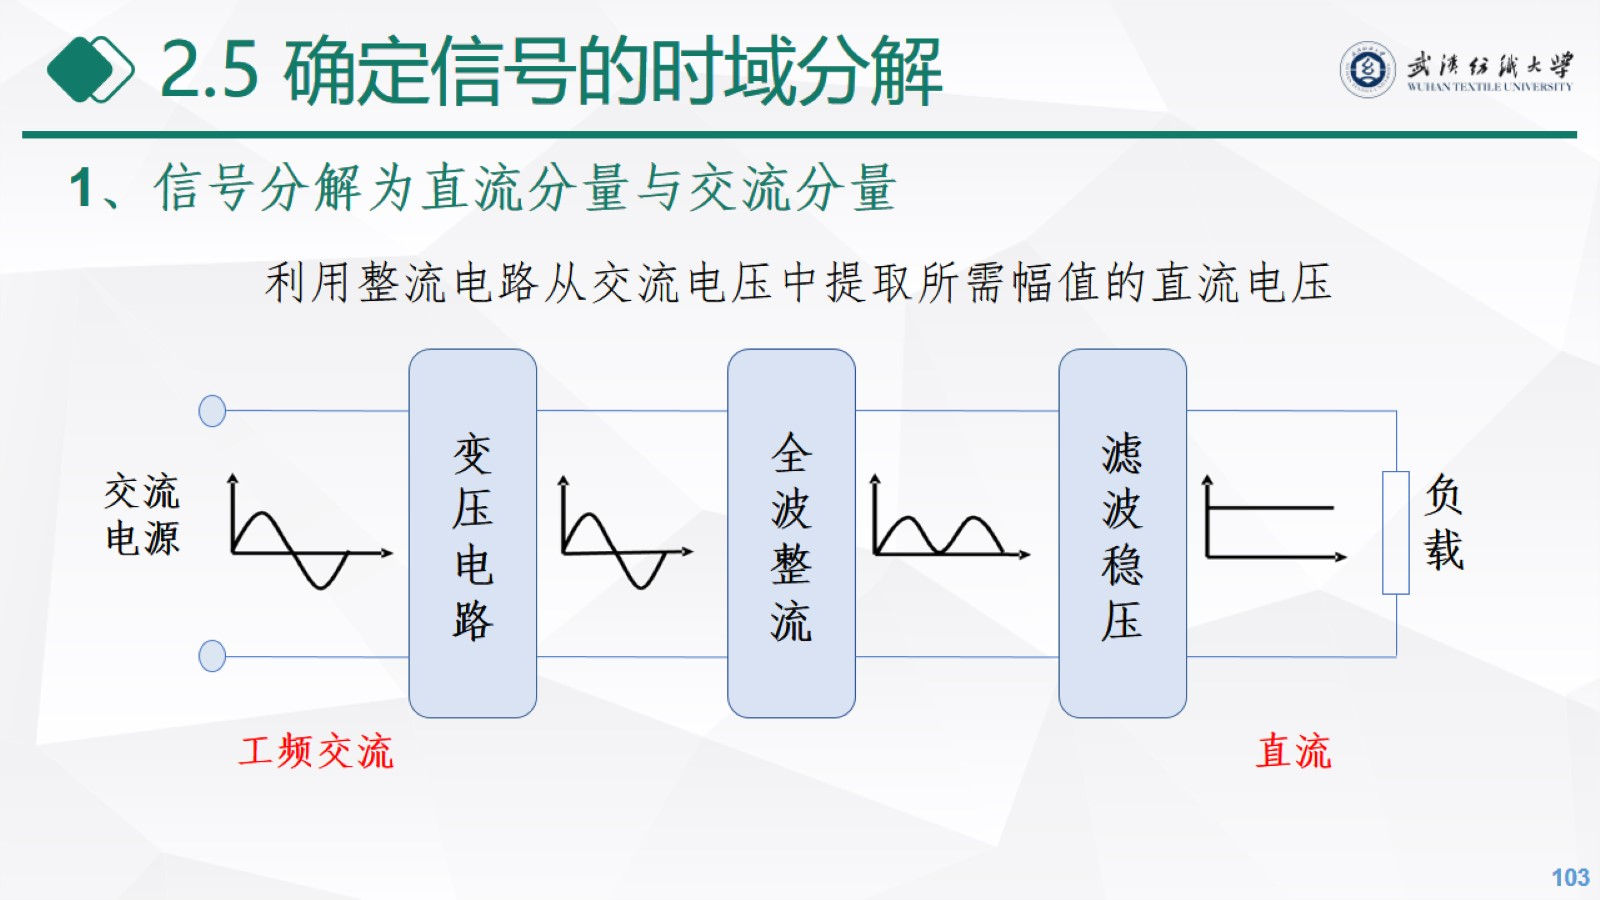 2.5 确定信号的时域分解
武汉纺织大学
WUHAN TEXTILE UNIVERSITY
1、信号分解为直流分量与交流分量
利用整流电路从交流电压中提取所需幅值的直流电压
交流
电源
变压电路
全波整流
滤波稳压
负载
工频交流
直流
103